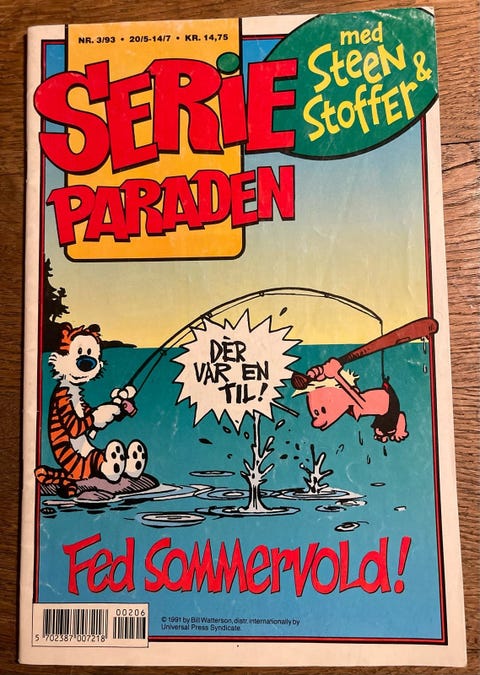 NR. 3/93 • 20/5-14/7 • KR. 14,75
med
Steen &
Stoffer
SERIE
PARADEN
DÈR
VAR EN
TIL!
Fed Sommervold!
00206
5 702387 007218
© 1991 by Bill Watterson, distr. internationally by
Universal Press Syndicate.